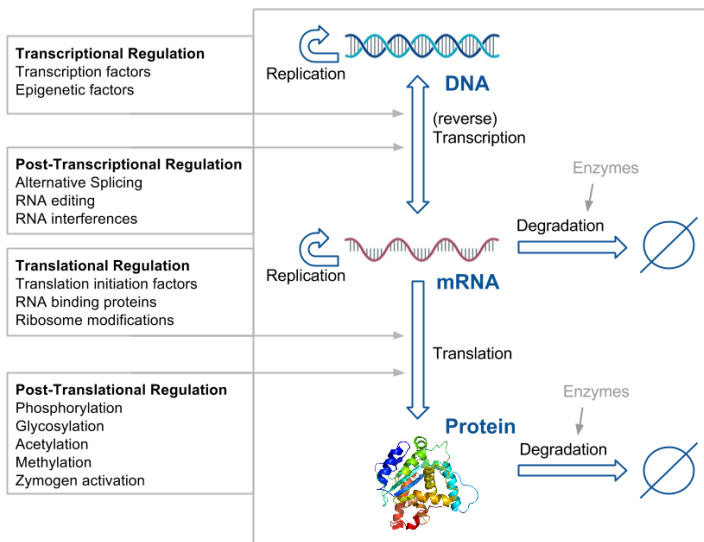 Transcriptional Regulation
Transcription factors
Epigenetic factors
Post-Transcriptional Regulation
Alternative Splicing
RNA editing
RNA interferences
Translational Regulation
Translation initiation factors
RNA binding proteins
Ribosome modifications
Post-Translational Regulation
Phosphorylation
Glycosylation
Acetylation
Methylation
Zymogen activation
Replication
DNA
(reverse)
Transcription
Enzymes
Degradation
Replication
mRNA
Translation
Enzymes
Protein
Degradation